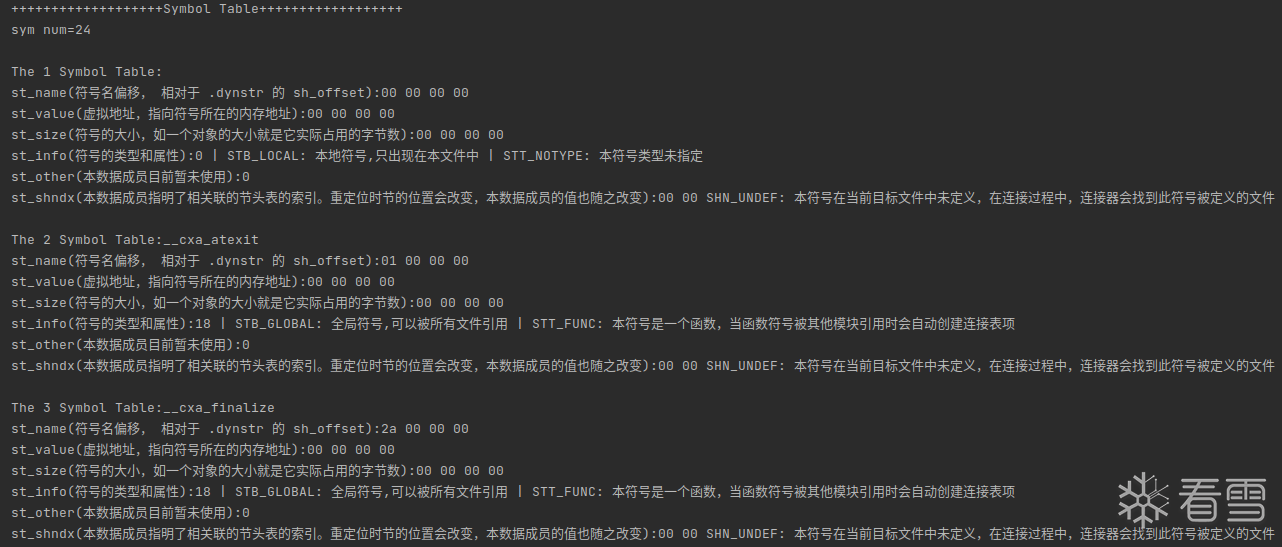 +++++++++++++++++++Symbol Table++++++++++++++++++
sym num=24
The 1 Symbol Table:
st_name(符号名偏移， 相对于 .dynstr 的 sh_offset):00 00 00 00
st_value(虚拟地址，指向符号所在的内存地址):00 00 00 00
st_size(符号的大小，如一个对象的大小就是它实际占用的字节数):00 00 00 00
st_info(符号的类型和属性):0 | STB_LOCAL: 本地符号,只出现在本文件中 | STT_NOTYPE: 本符号类型未指定
st_other(本数据成员目前暂未使用):0
st_shndx(本数据成员指明了相关联的节头表的索引。重定位时节的位置会改变，本数据成员的值也随之改变):00 00 SHN_UNDEF: 本符号在当前目标文件中未定义，在连接过程中，连接器会找到此符号被定义的文件
The 2 Symbol Table:__cxa_atexit
st_name(符号名偏移， 相对于 .dynstr 的 sh_offset):01 00 00 00
st_value(虚拟地址，指向符号所在的内存地址):00 00 00 00
st_size(符号的大小，如一个对象的大小就是它实际占用的字节数):00 00 00 00
st_info(符号的类型和属性):18 | STB_GLOBAL: 全局符号,可以被所有文件引用 | STT_FUNC: 本符号是一个函数，当函数符号被其他模块引用时会自动创建连接表项
st_other(本数据成员目前暂未使用):0
st_shndx(本数据成员指明了相关联的节头表的索引。重定位时节的位置会改变，本数据成员的值也随之改变):00 00 SHN_UNDEF: 本符号在当前目标文件中未定义，在连接过程中，连接器会找到此符号被定义的文件
The 3 Symbol Table:__cxa_finalize
st_name(符号名偏移， 相对于 .dynstr 的 sh_offset):2a 00 00 00
st_value(虚拟地址，指向符号所在的内存地址):00 00 00 00
st_size(符号的大小，如一个对象的大小就是它实际占用的字节数):00 00 00 00
st_info(符号的类型和属性):18 | STB_GLOBAL: 全局符号,可以被所有文件引用 | STT_FUNC: 本符号是一个函数，当函数符号被其他模块引用时会自动创建连接表项
st_other(本数据成员目前暂未使用):0
st_shndx(本数据成员指明了相关联的节头表的索引。重定位时节的位置会改变，本数据成员的值也随之改变):00 00 SHN_UNDEF: 本符号在当前目标文件中未定义，在连接过程中，连接器会找到此符号被定义的文件
看雪